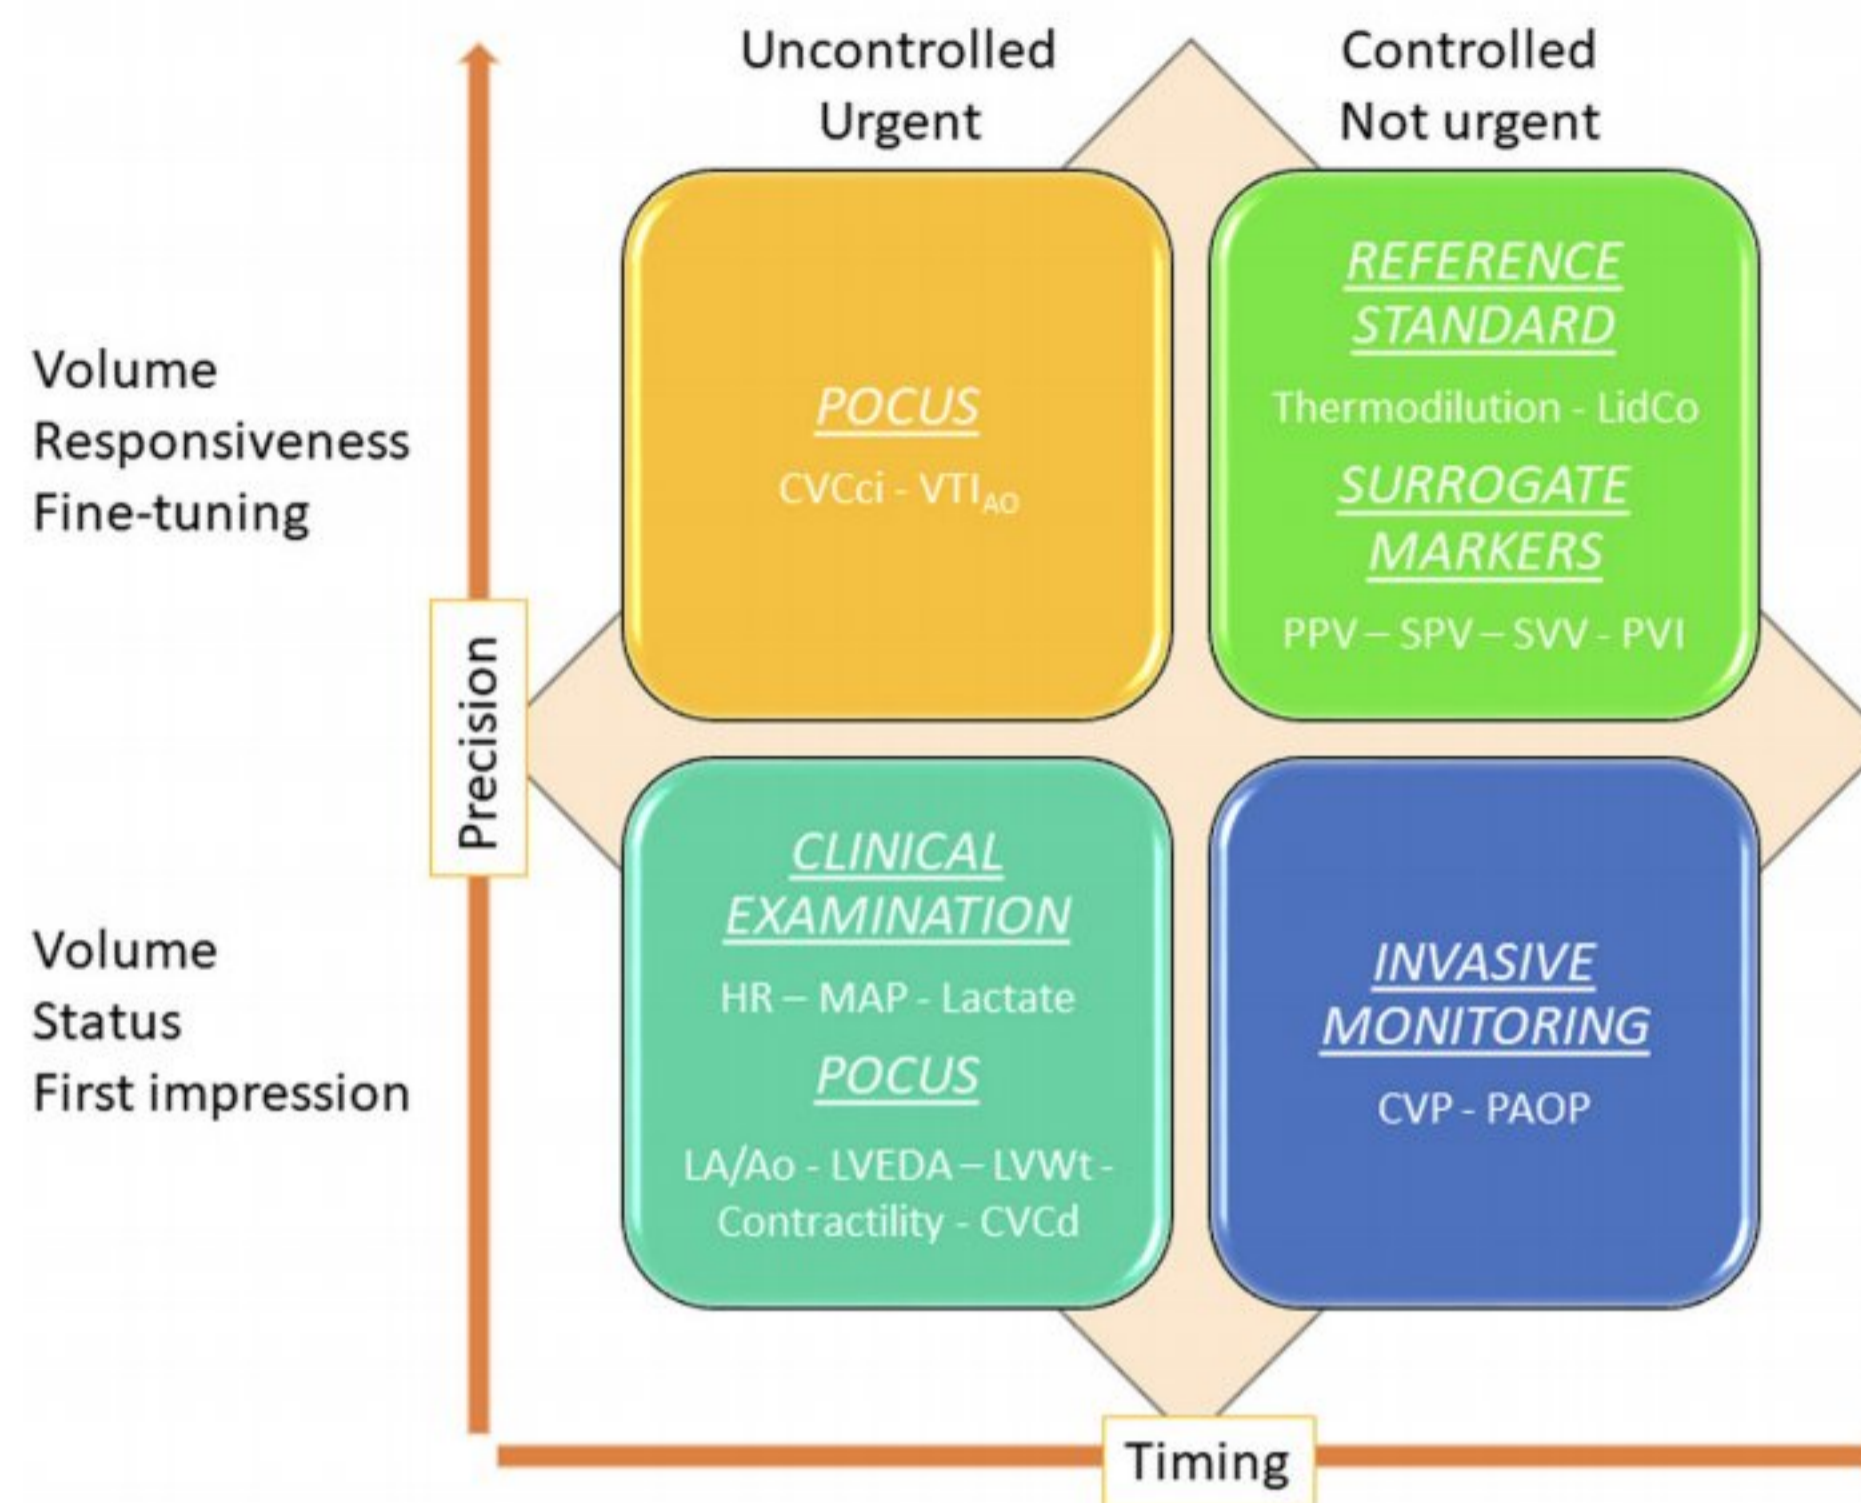 Uncontrolled
Urgent
Controlled
Not urgent
Volume
Responsiveness
Fine-tuning
POCUS
CVCci - VTIAO
REFERENCE
STANDARD
Thermodilution - LidCo
SURROGATE
MARKERS
PPV – SPV – SVV - PVI
Precision
Volume
Status
First impression
CLINICAL
EXAMINATION
HR – MAP - Lactate
POCUS
LA/Ao - LVEDA – LVWt -
Contractility - CVCd
INVASIVE
MONITORING
CVP - PAOP
Timing